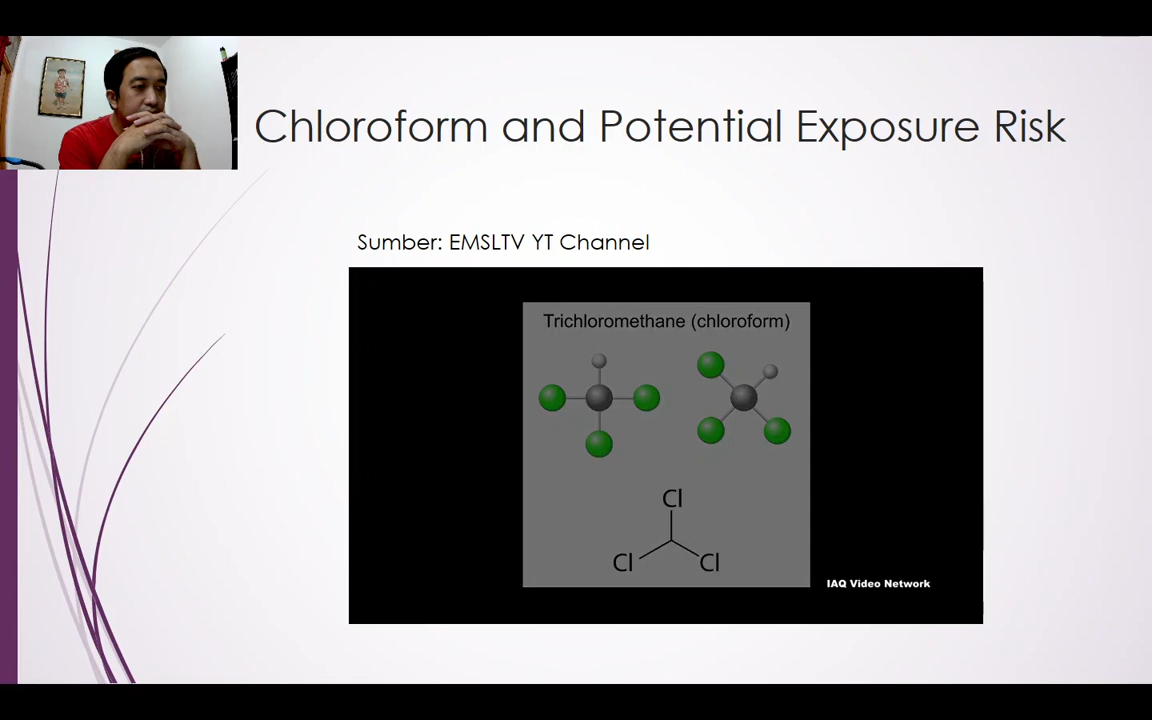 Chloroform and Potential Exposure Risk
Sumber: EMSLTV YT Channel
Trichloromethane (chloroform)
Cl
Cl
Cl
IAQ Video Network